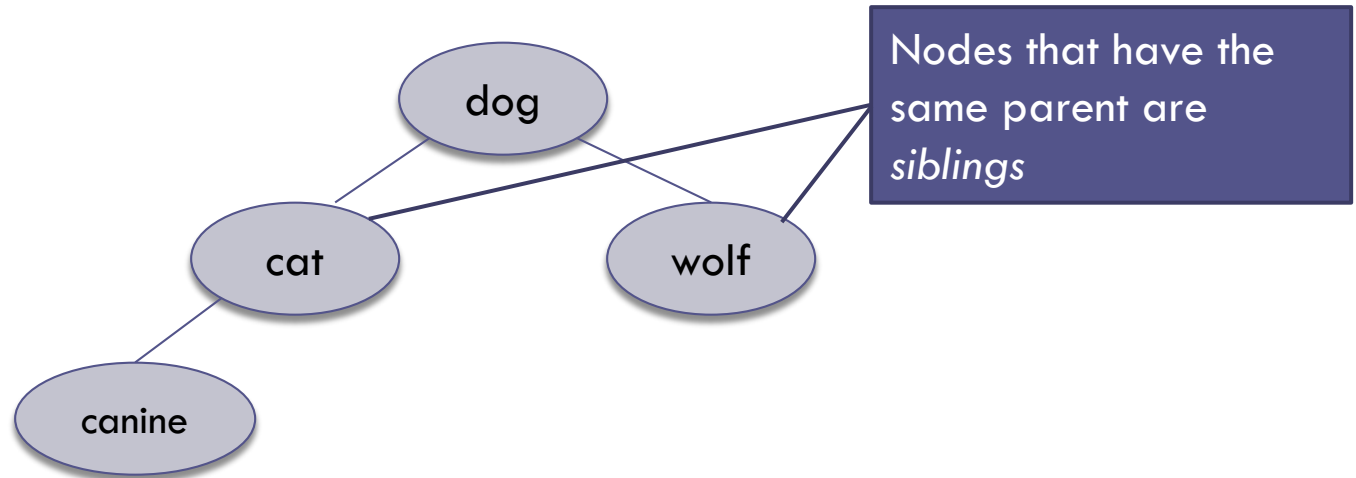 dog
Nodes that have the
same parent are
siblings
cat
wolf
canine